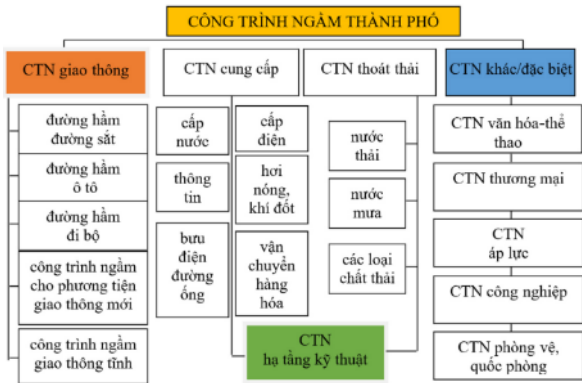 CÔNG TRÌNH NGẦM THÀNH PHỐ
CTN giao thông
CTN cung cấp
CTN thoát thải
CTN khác/đặc biệt
đường hầm
đường sắt
đường hầm
ô tô
đường hầm
đi bộ
công trình ngầm
cho phương tiện
giao thông mới
công trình ngầm
giao thông tĩnh
cấp
nước
thông
tin
bưu
điện
đường
ống
cấp
điện
hơi
nóng,
khí đốt
vận
chuyển
hàng
hóa
nước
thải
nước
mưa
các loại
chất thải
CTN
hạ tầng kỹ thuật
CTN văn hóa-thể
thao
CTN thương mại
CTN
áp lực
CTN công nghiệp
CTN phòng vệ,
quốc phòng